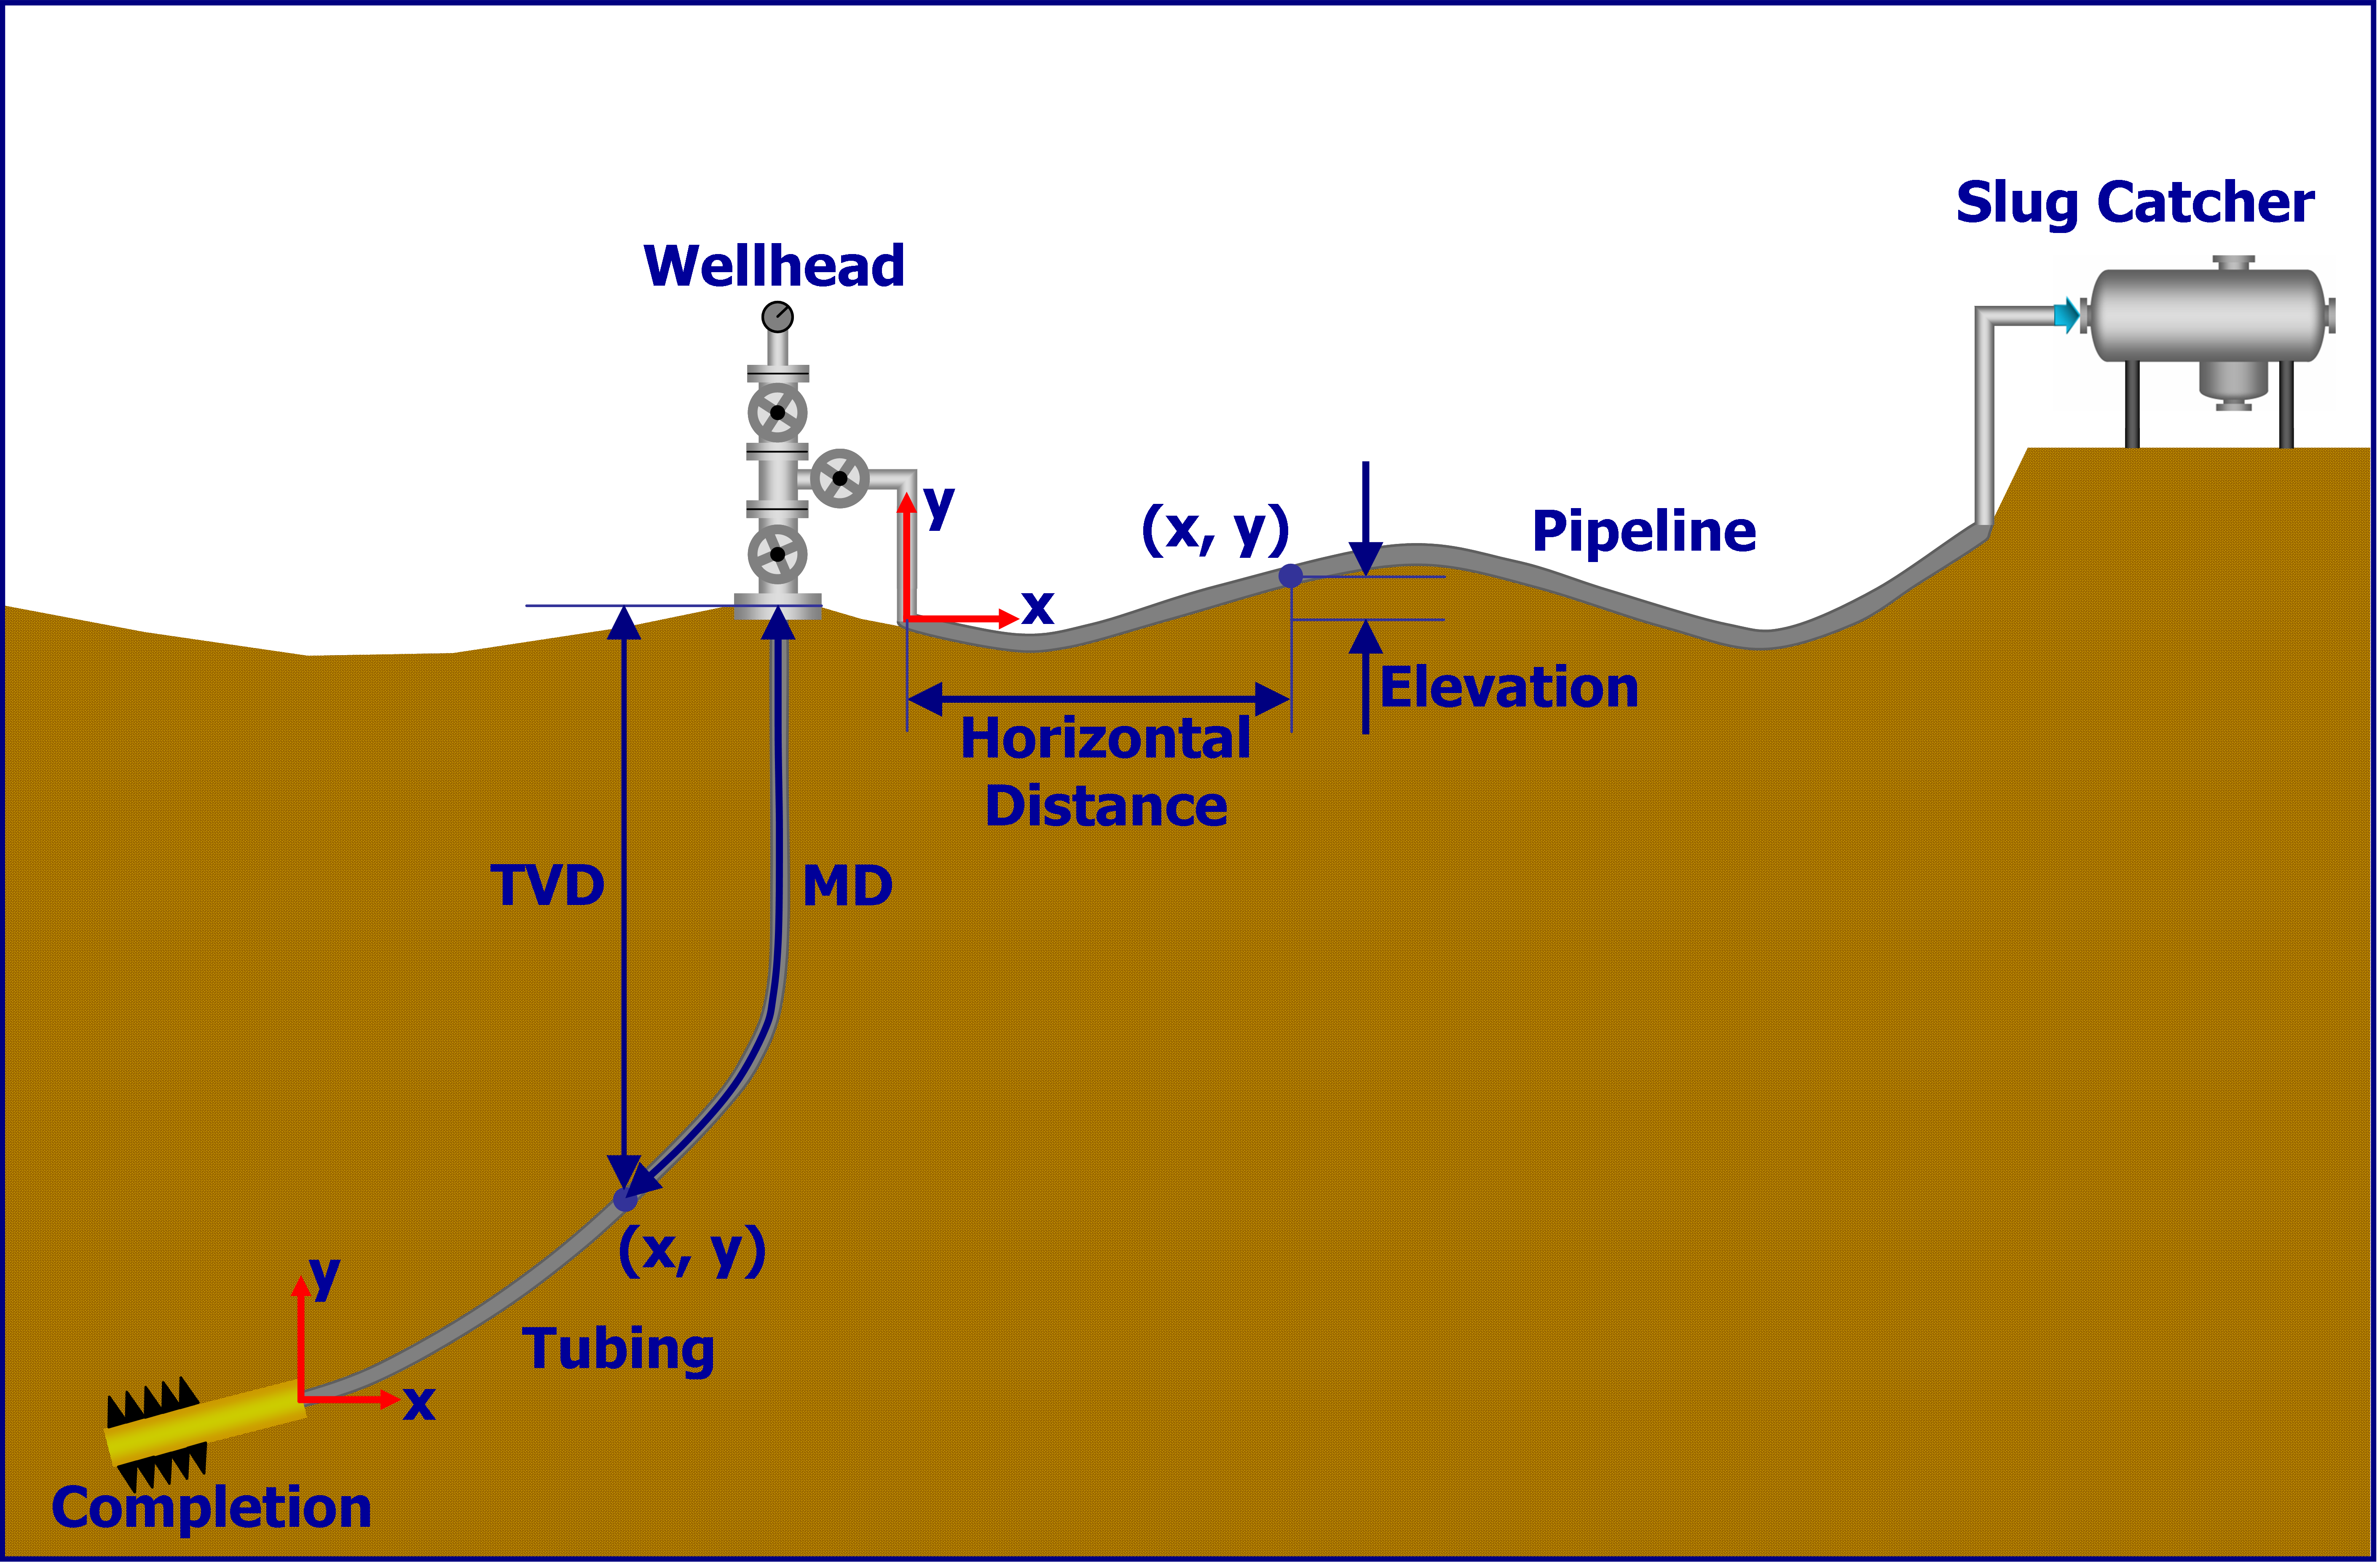 Slug Catcher
Wellhead
y
(x, y)
Pipeline
x
Elevation
Horizontal
Distance
TVD
MD
(x, y)
y
Tubing
x
Completion